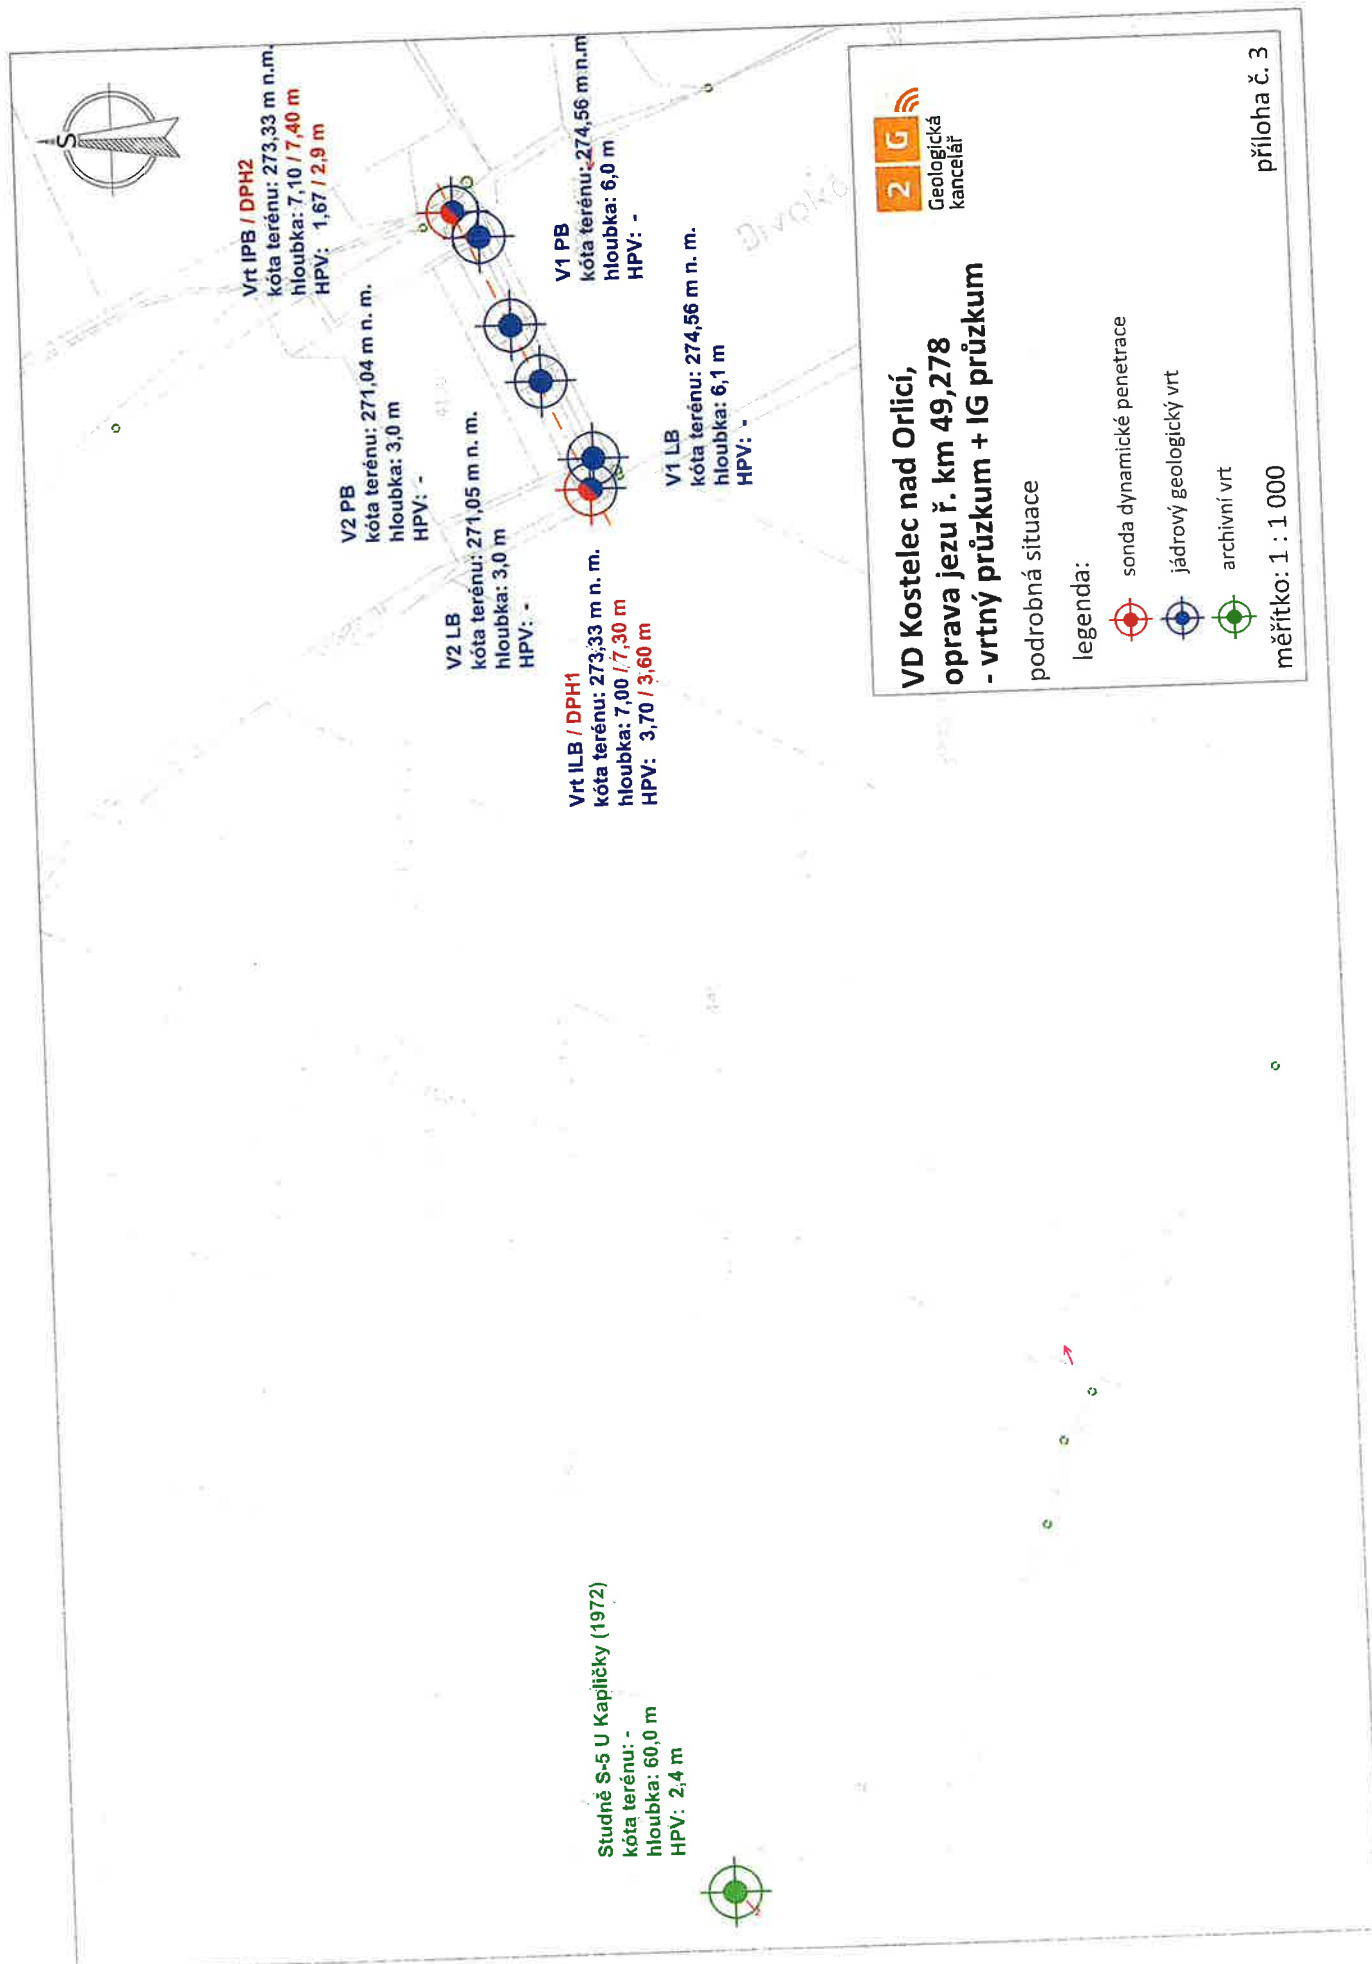 S
Vrt IPB / DPH2
kóta terénu: 273,33 m n.m.
hloubka: 7,10 / 7,40 m
HPV: 1,67 / 2,9 m
V2 PB
kóta terénu: 271,04 m n. m.
hloubka: 3,0 m
HPV: -
V2 LB
kóta terénu: 271,05 m n. m.
hloubka: 3,0 m
HPV: -
Vrt ILB / DPH1
kóta terénu: 273,33 m n. m.
hloubka: 7,00 / 7,30 m
HPV: 3,70 / 3,60 m
V1 PB
kóta terénu: 274,56 m n.m
hloubka: 6,0 m
HPV: -
V1 LB
kóta terénu: 274,56 m n. m.
hloubka: 6,1 m
HPV: -
Divoká
Studně S-5 U Kapličky (1972)
kóta terénu: -
hloubka: 60,0 m
HPV: 2,4 m
2 G
Geologická
kancelář
VD Kostelec nad Orlicí,
oprava jezu ř. km 49,278
- vrtný průzkum + IG průzkum
podrobná situace
legenda:
sonda dynamické penetrace
jádrový geologický vrt
archivní vrt
měřítko: 1 : 1 000
příloha č. 3